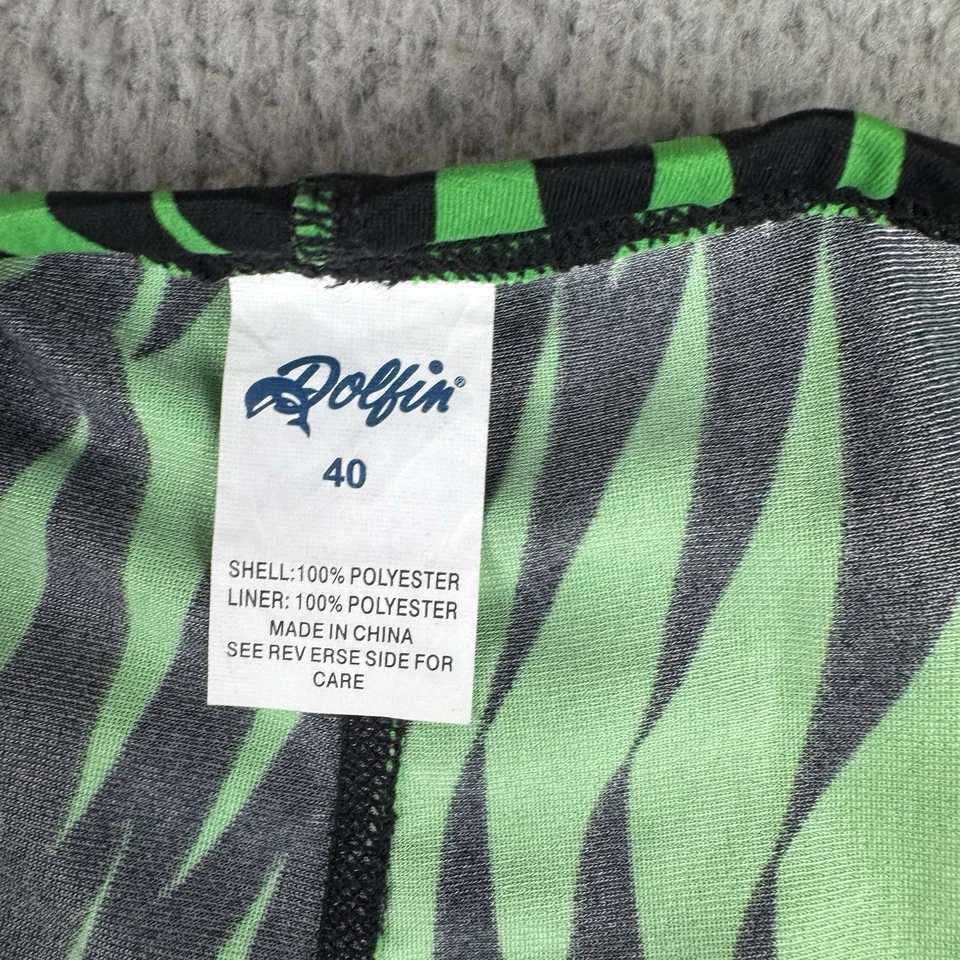 Dolfin®
40
SHELL:100% POLYESTER
LINER: 100% POLYESTER
MADE IN CHINA
SEE REV ERSE SIDE FOR
CARE